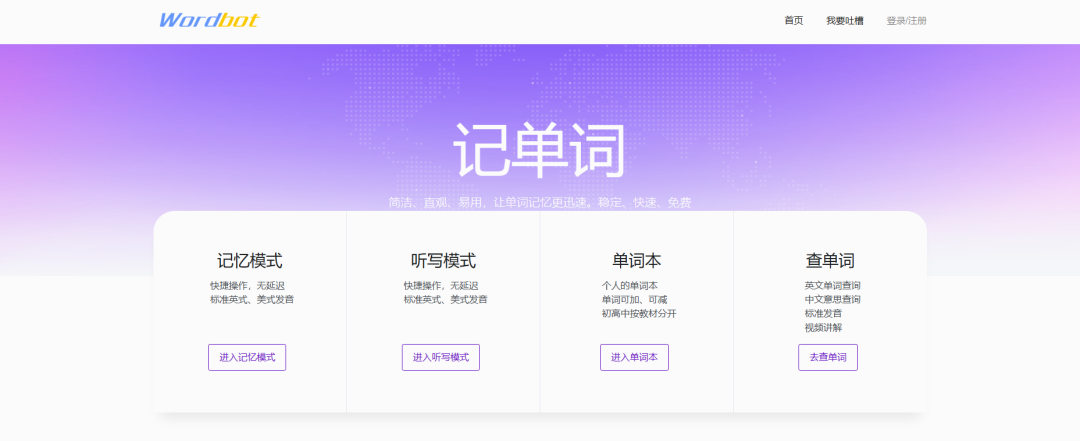 Wordbot
首页 我要吐槽 登录/注册
记单词
简洁、直观、易用，让单词记忆更迅速。稳定、快速、免费
记忆模式
快捷操作，无延迟
标准英式、美式发音
进入记忆模式
听写模式
快捷操作，无延迟
标准英式、美式发音
进入听写模式
单词本
个人的单词本
单词可加、可减
初高中按教材分开
进入单词本
查单词
英文单词查询
中文意思查询
标准发音
视频讲解
去查单词